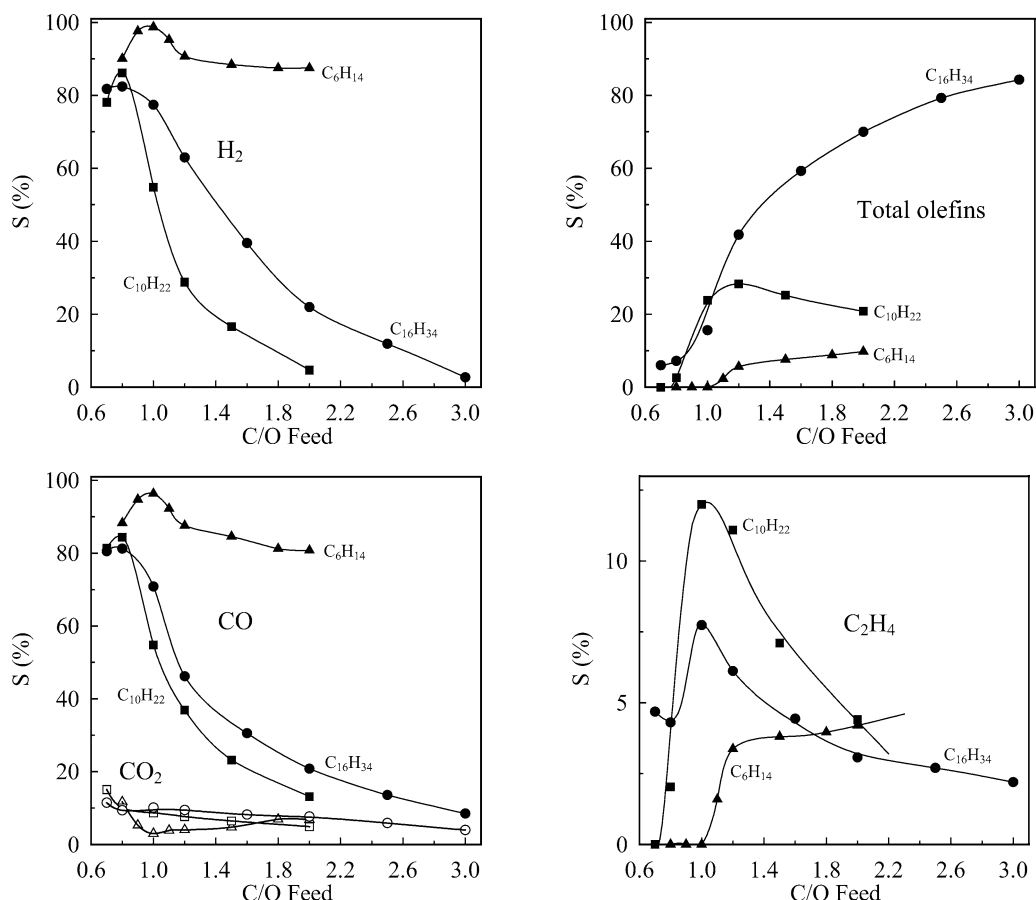 100
80
60
40
20
0
S (%)
C₆H₁₄
H₂
C₁₀H₂₂
C₁₆H₃₄
0.6 1.0 1.4 1.8 2.2 2.6 3.0
C/O Feed
100
80
60
40
20
0
S (%)
C₁₆H₃₄
Total olefins
C₁₀H₂₂
C₆H₁₄
0.6 1.0 1.4 1.8 2.2 2.6 3.0
C/O Feed
100
80
60
40
20
0
S (%)
C₆H₁₄
CO
C₁₀H₂₂
CO₂
C₁₆H₃₄
0.6 1.0 1.4 1.8 2.2 2.6 3.0
C/O Feed
10
5
0
S (%)
C₁₀H₂₂
C₂H₄
C₆H₁₄
C₁₆H₃₄
0.6 1.0 1.4 1.8 2.2 2.6 3.0
C/O Feed